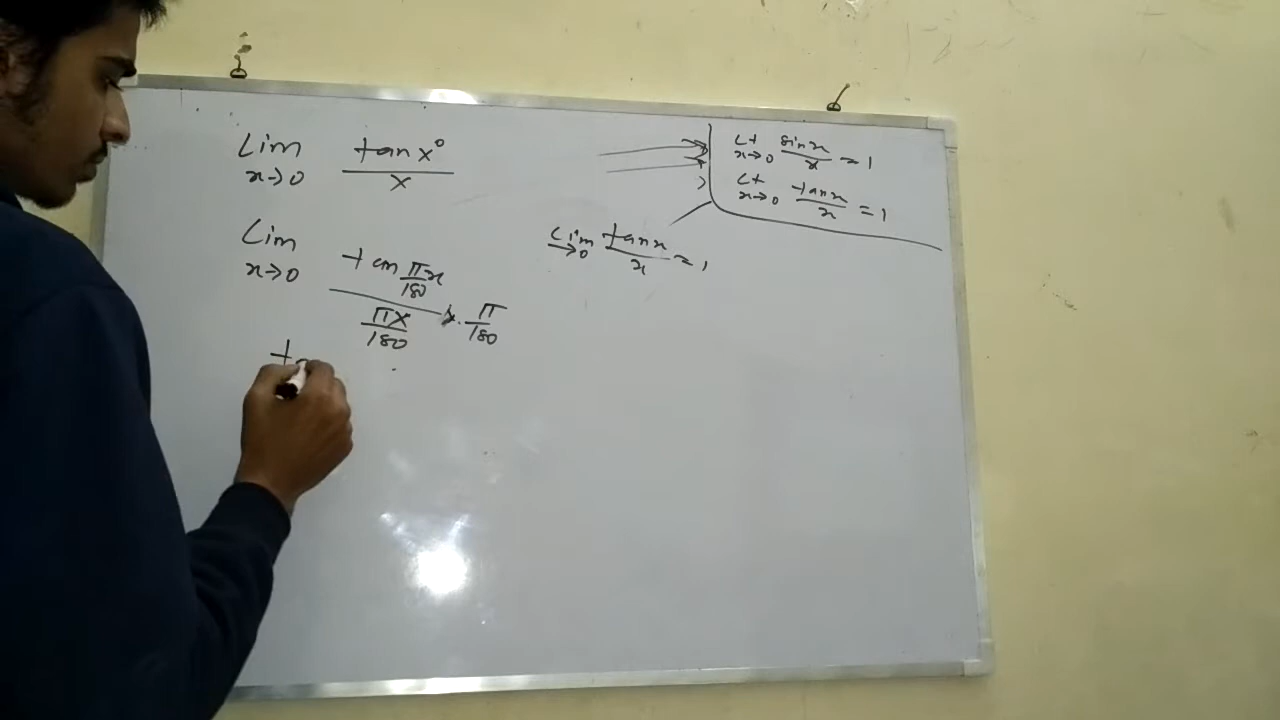 Lim tan x°
x→0 x
Lim tan π/180 x
x→0 πx/180 × π/180
tan
Lim tan x
→0 x = 1
Lt sin x
x→0 x = 1
Lt tan x
x→0 x = 1